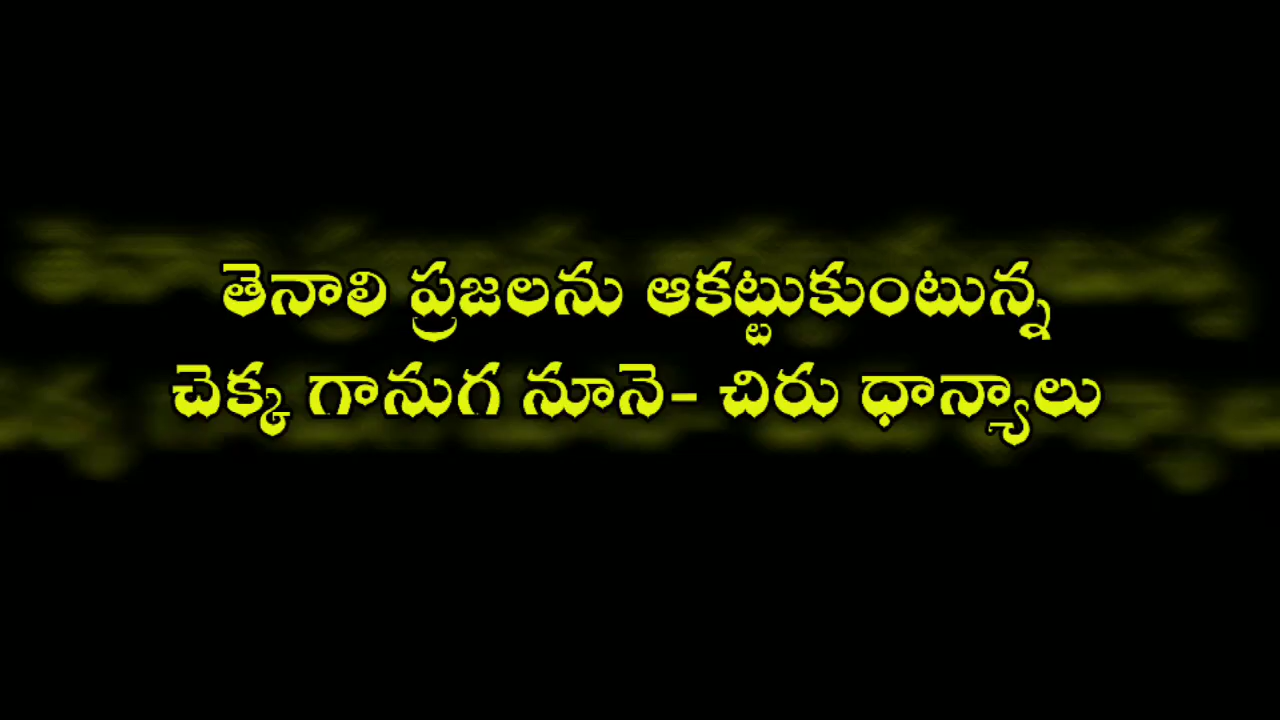 తెనాలి ప్రజలను ఆకట్టుకుంటున్న
చెక్క గానుగ నూనె- చిరు ధాన్యాలు